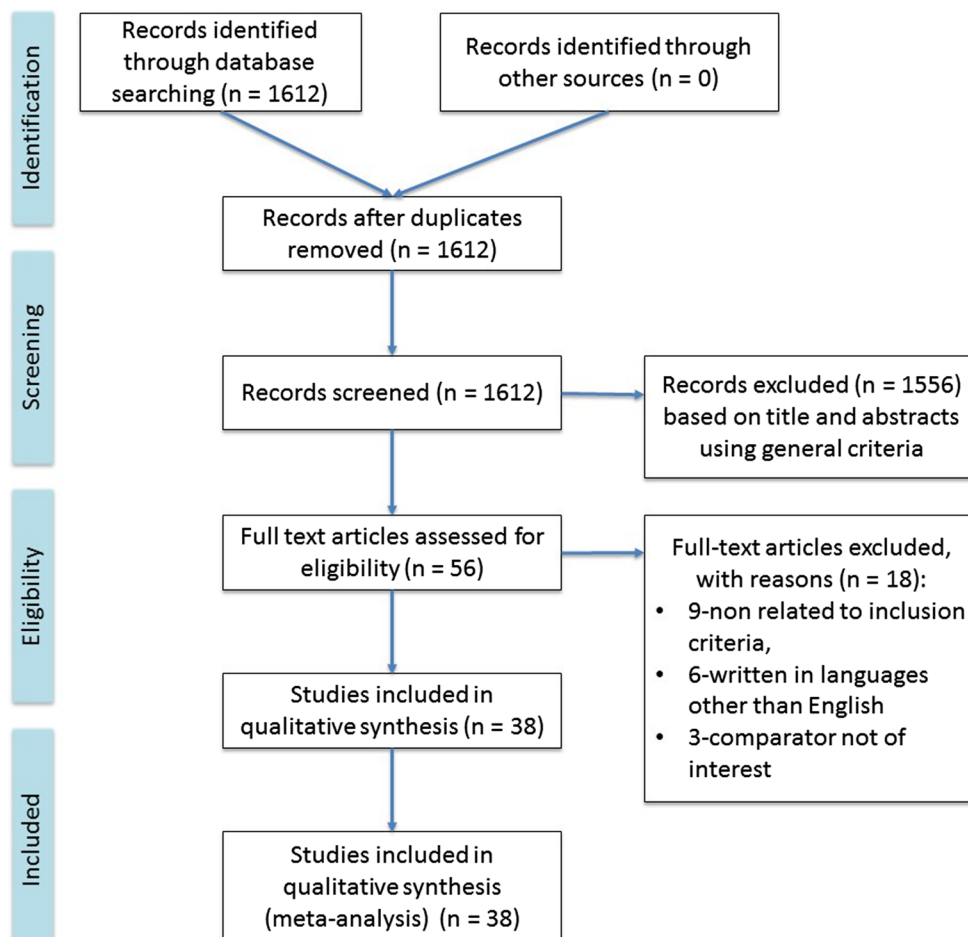 Identification
Records identified
through database
searching (n = 1612)
Records identified through
other sources (n = 0)
Records after duplicates
removed (n = 1612)
Screening
Records screened (n = 1612)
Records excluded (n = 1556)
based on title and abstracts
using general criteria
Eligibility
Full text articles assessed for
eligibility (n = 56)
Full-text articles excluded,
with reasons (n = 18):
• 9-non related to inclusion
criteria,
• 6-written in languages
other than English
• 3-comparator not of
interest
Studies included in
qualitative synthesis (n = 38)
Included
Studies included in
qualitative synthesis
(meta-analysis) (n = 38)